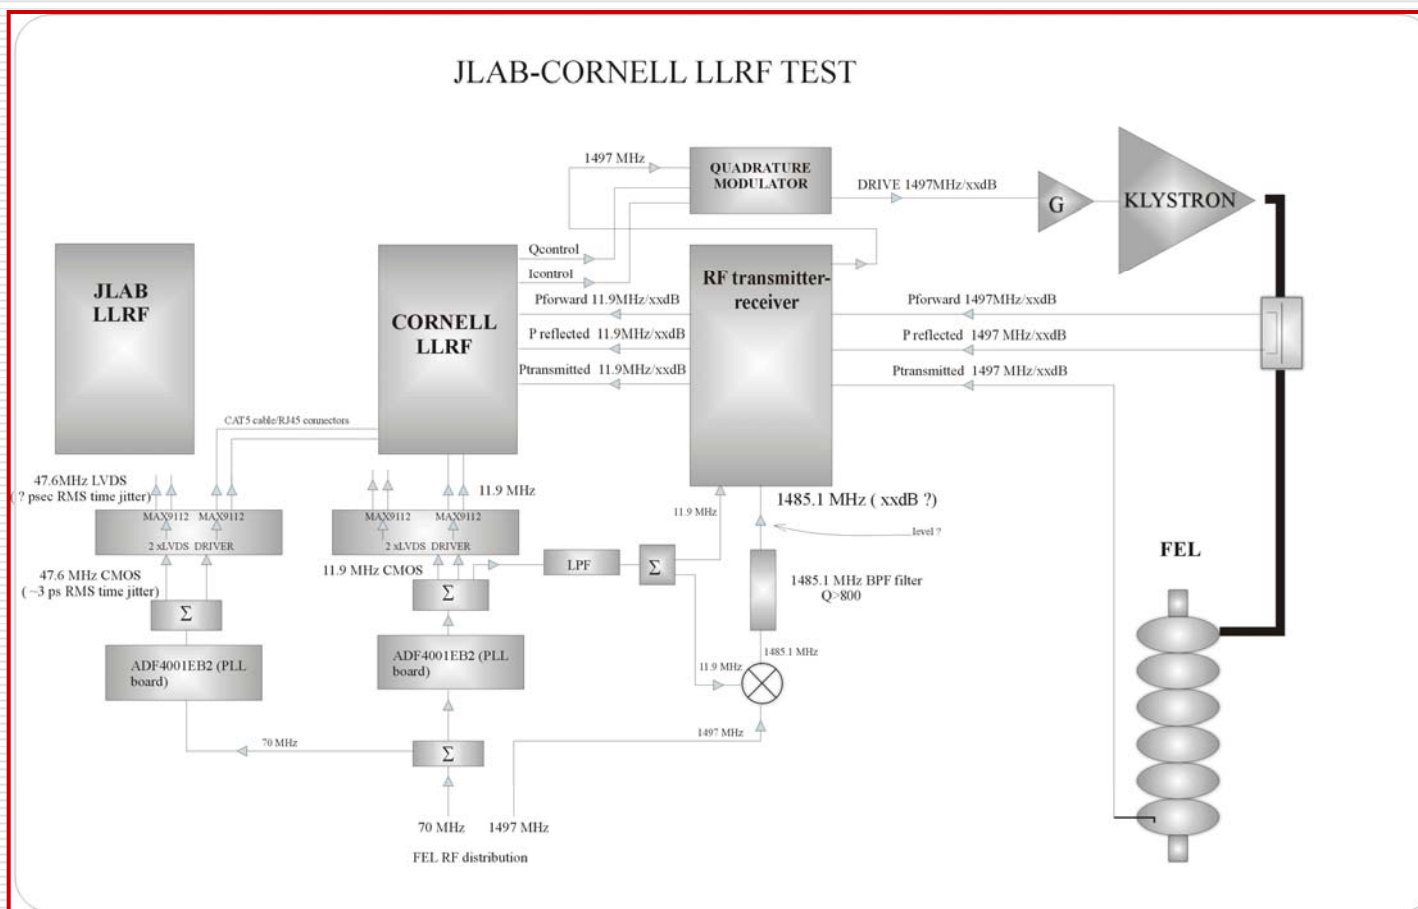 JLAB-CORNELL LLRF TEST
1497 MHz
QUADRATURE
MODULATOR
DRIVE 1497MHz/xxdB
G
KLYSTRON
JLAB
LLRF
CORNELL
LLRF
Qcontrol
Icontrol
Pforward 11.9MHz/xxdB
P reflected 11.9MHz/xxdB
Ptransmitted 11.9MHz/xxdB
RF transmitter-
receiver
Pforward 1497MHz/xxdB
P reflected 1497 MHz/xxdB
Ptransmitted 1497 MHz/xxdB
CAT5 cable/RJ45 connectors
47.6MHz LVDS
( ? psec RMS time jitter)
MAX9112 MAX9112
2 xLVDS DRIVER
47.6 MHz CMOS
( ~3 ps RMS time jitter)
Σ
ADF4001EB2 (PLL
board)
11.9 MHz
MAX9112 MAX9112
2 xLVDS DRIVER
11.9 MHz CMOS
Σ
ADF4001EB2 (PLL
board)
LPF
Σ
11.9 MHz
1485.1 MHz ( xxdB ?)
level ?
1485.1 MHz BPF filter
Q>800
1485.1 MHz
11.9 MHz
1497 MHz
70 MHz
Σ
70 MHz
1497 MHz
FEL RF distribution
FEL